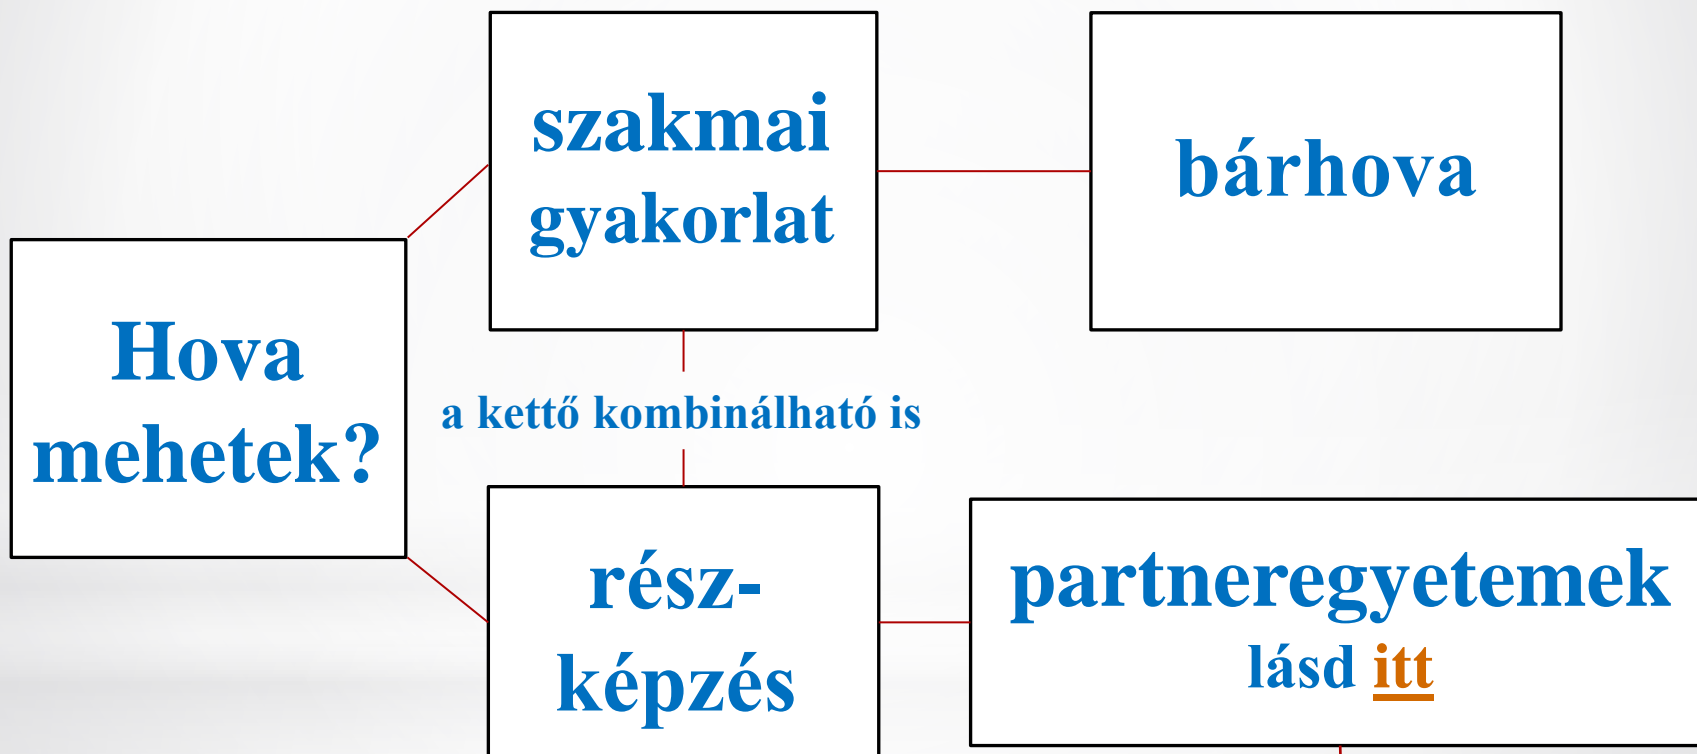 Hova
mehetek?
szakmai
gyakorlat
bárhova
a kettő kombinálható is
rész-
képzés
partneregyetemek
lásd itt